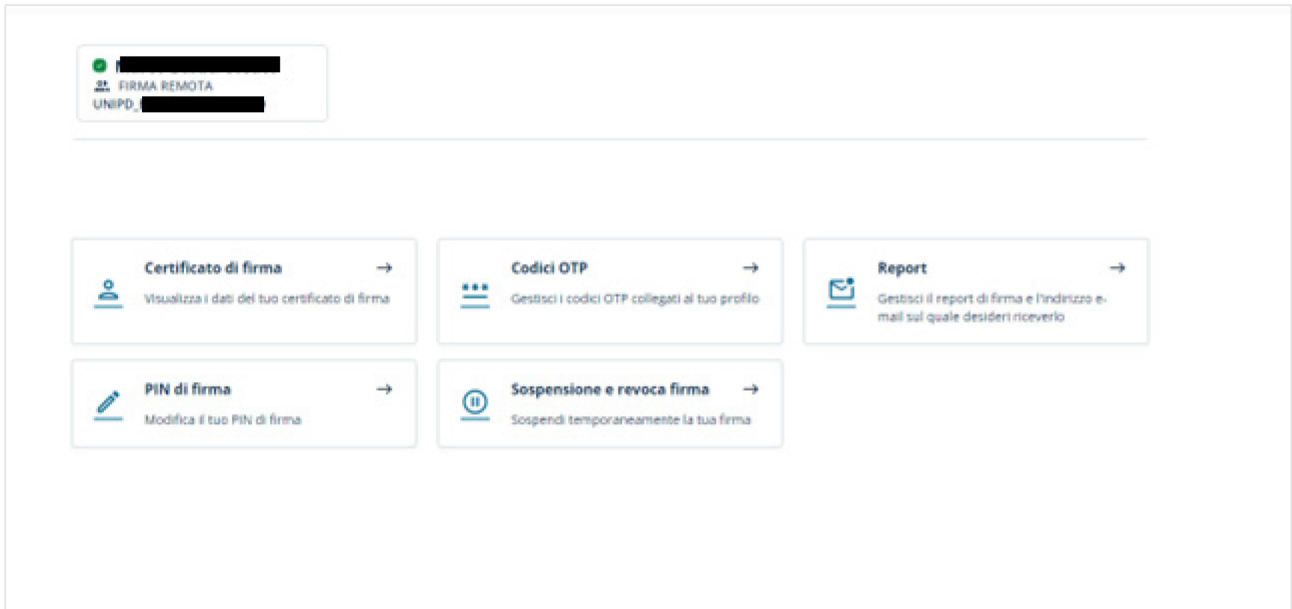 FIRMA REMOTA
UNIPD_
Certificato di firma
Visualizza i dati del tuo certificato di firma
Codici OTP
Gestisci i codici OTP collegati al tuo profilo
Report
Gestisci il report di firma e l'indirizzo e-
mail sul quale desideri riceverlo
PIN di firma
Modifica il tuo PIN di firma
Sospensione e revoca firma
Sospendi temporaneamente la tua firma